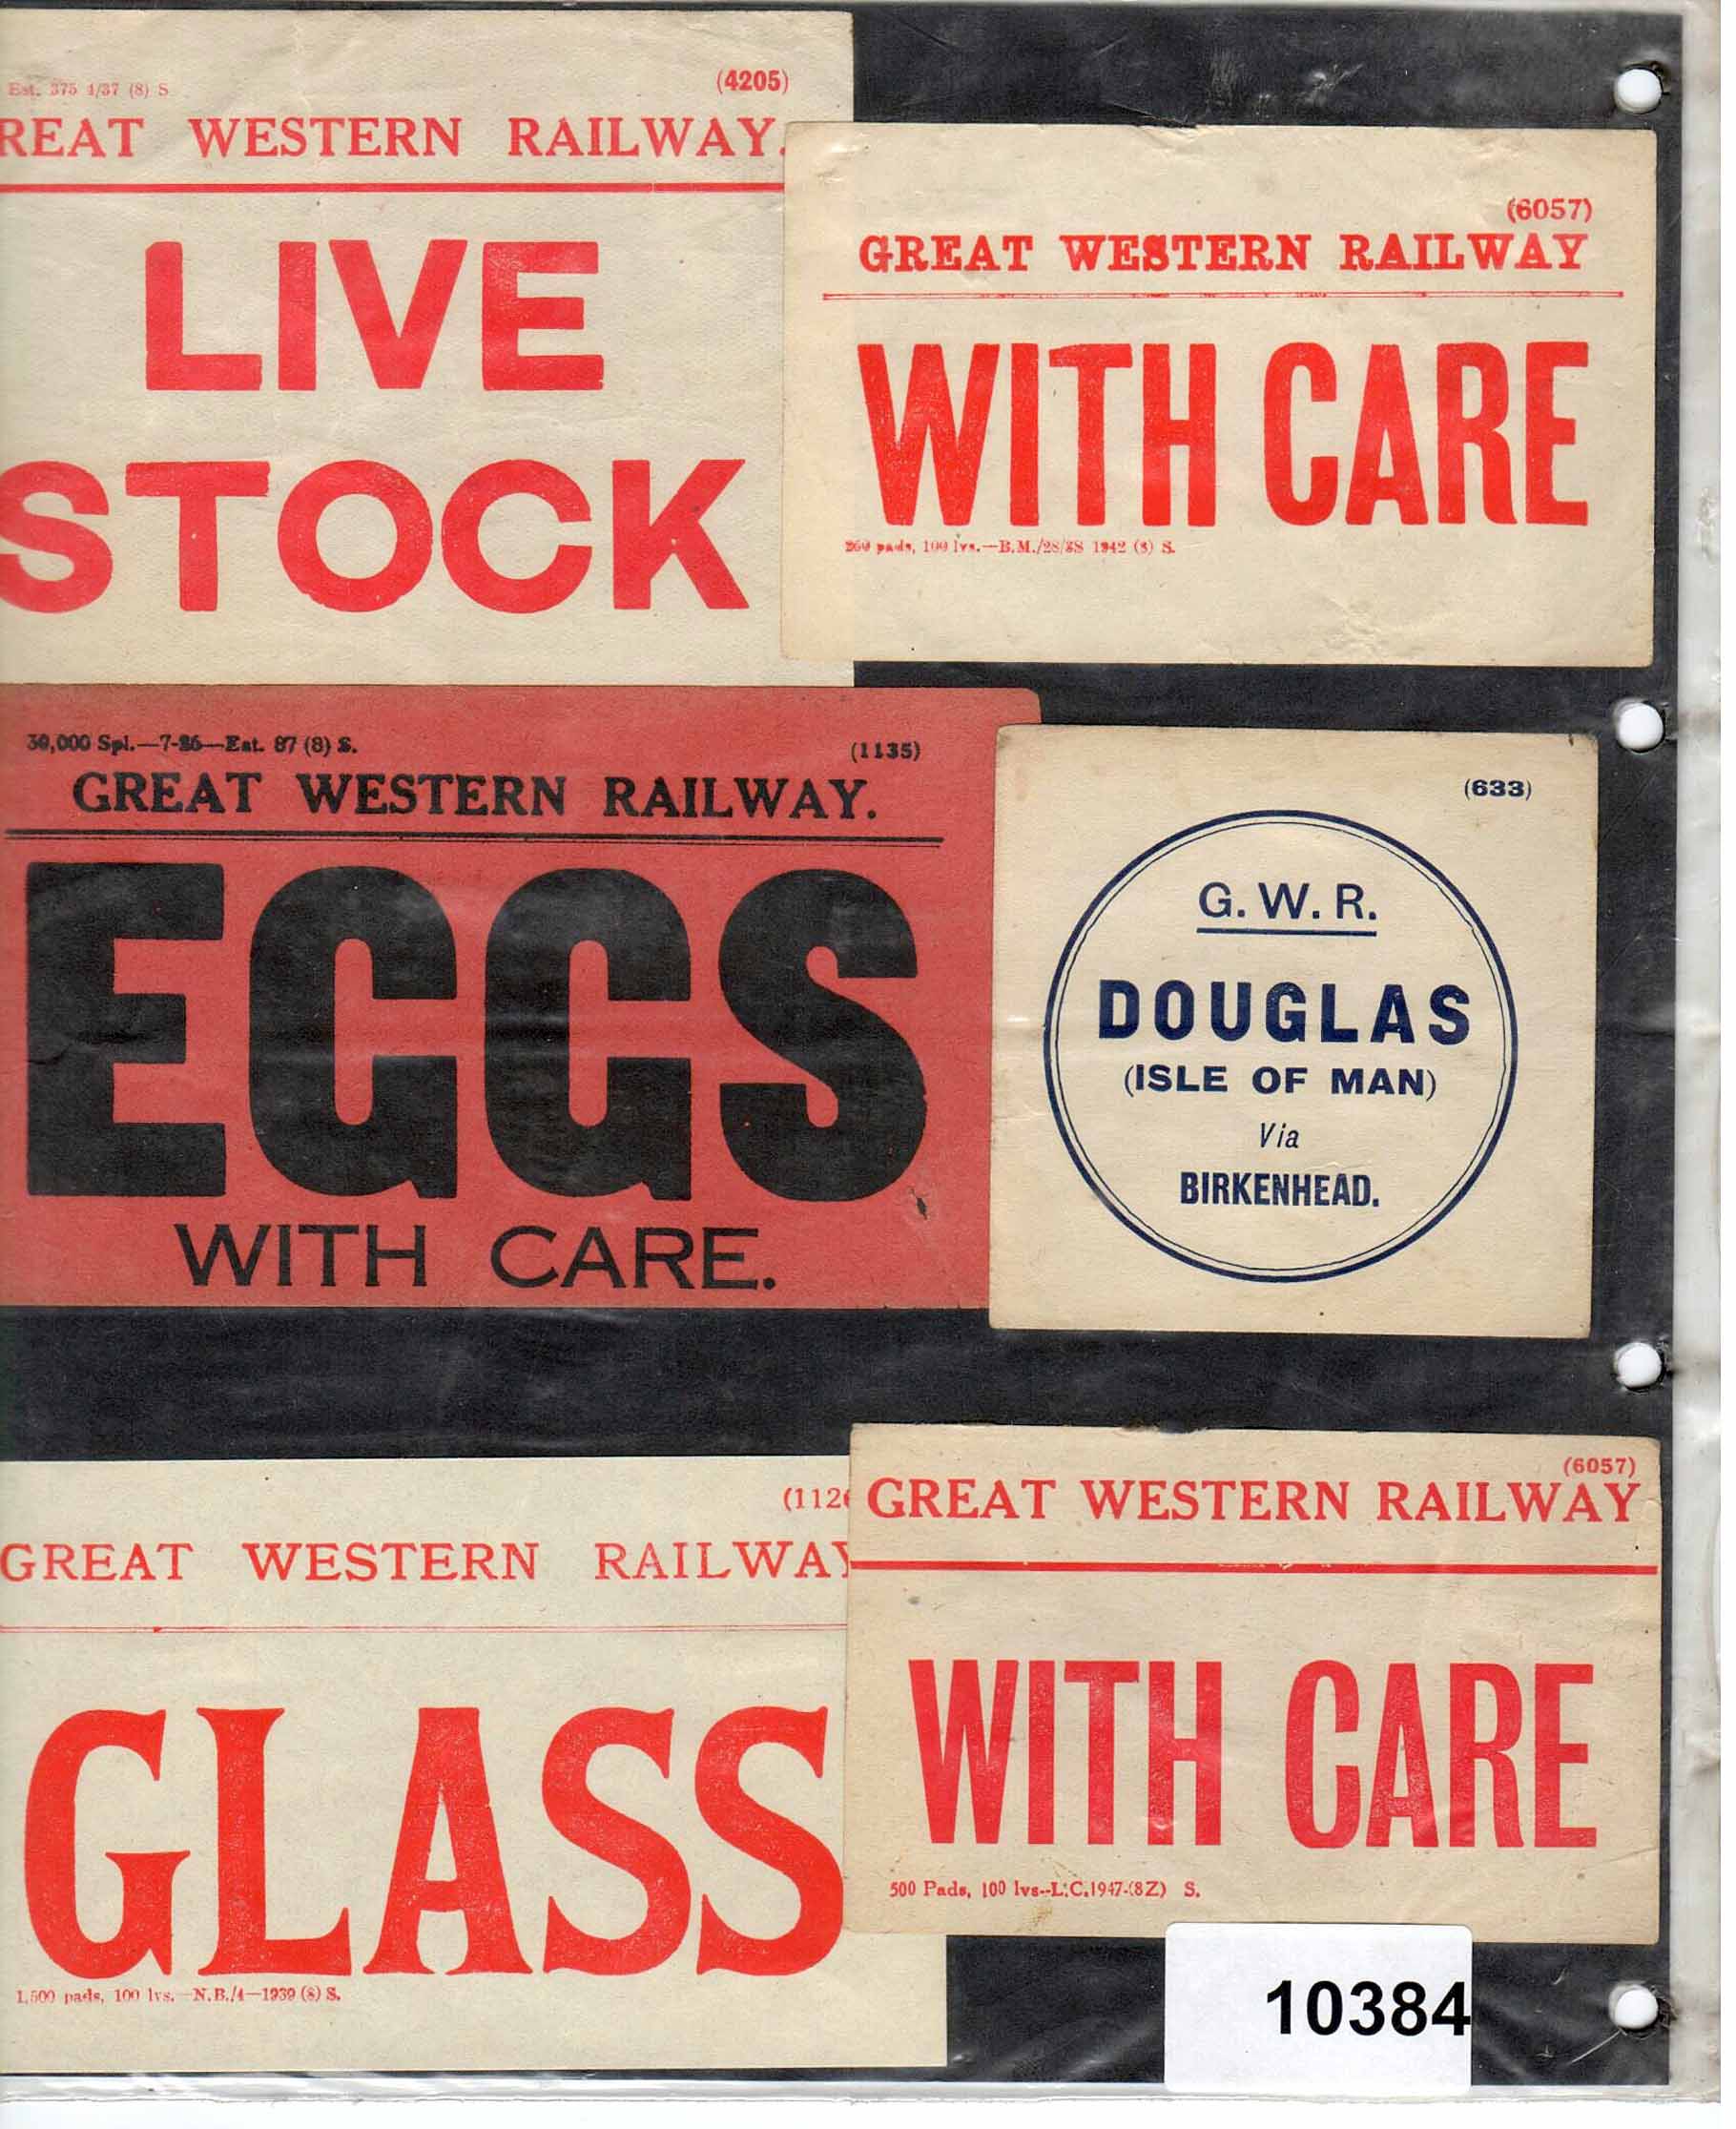 Est. 375 4/37 (8) S
(4205)
REAT WESTERN RAILWAY.
LIVE
STOCK
(6057)
GREAT WESTERN RAILWAY
WITH CARE
260 pads, 100 lvs.—B.M./28/38 1942 (8) S.
30,000 Spl.—7-26—Est. 87 (8) S.
(1135)
GREAT WESTERN RAILWAY.
EGGS
WITH CARE.
(633)
G. W. R.
DOUGLAS
(ISLE OF MAN)
Via
BIRKENHEAD.
(112
GREAT WESTERN RAILWAY
GLASS
1,500 pads, 100 lvs.—N.B./4—1939 (8) S.
(6057)
GREAT WESTERN RAILWAY
WITH CARE
500 Pads, 100 lvs--L.C.1947-(8Z) S.
10384